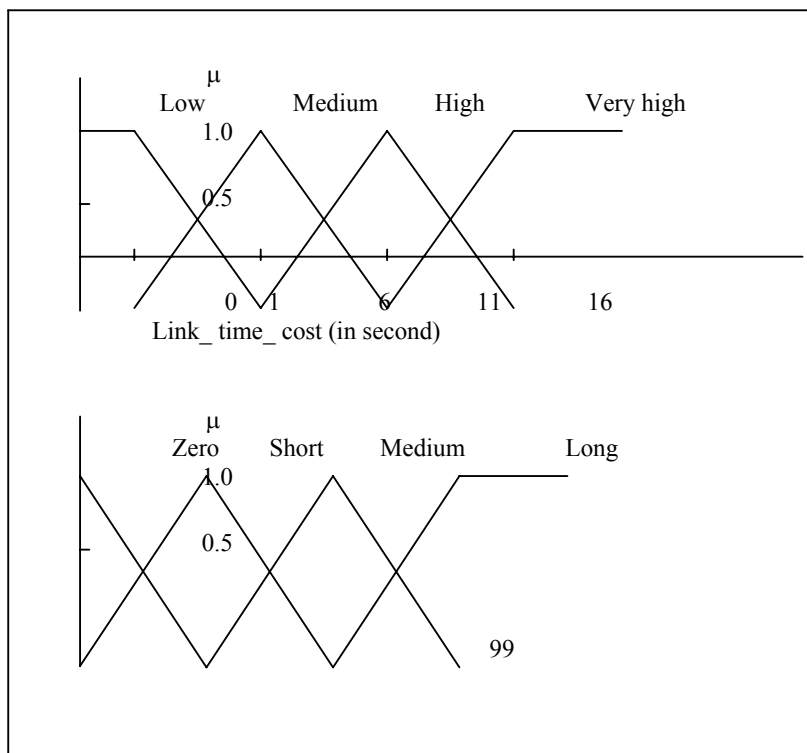 μ
Low Medium High Very high
1.0
0.5
0 1 6 11 16
Link_ time_ cost (in second)
μ
Zero Short Medium Long
1.0
0.5
99